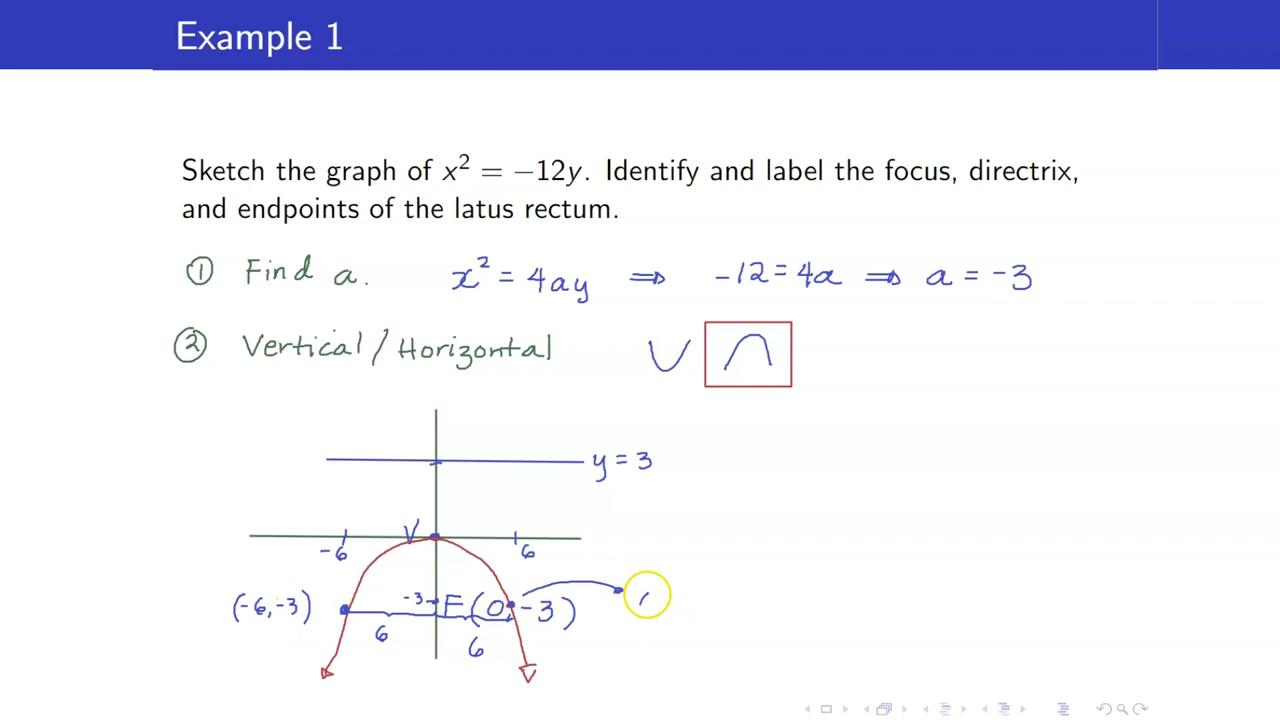 Example 1
Sketch the graph of x² = −12y. Identify and label the focus, directrix,
and endpoints of the latus rectum.
① Find a. x² = 4ay ⟹ -12 = 4a ⟹ a = -3
② Vertical / Horizontal
y = 3
V
-6 6
(-6,-3) -3 F (0,-3) (
6 6